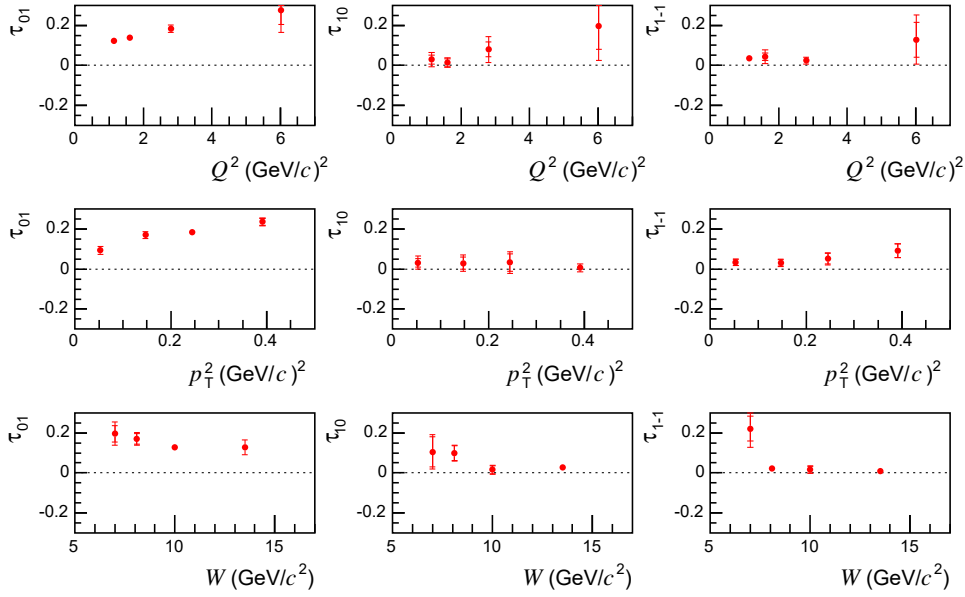 τ01 τ10 τ1-1
0.2 0.2 0.2
0 0 0
-0.2 -0.2 -0.2
0 2 4 6 0 2 4 6 0 2 4 6
Q² (GeV/c)² Q² (GeV/c)² Q² (GeV/c)²
τ01 τ10 τ1-1
0.2 0.2 0.2
0 0 0
-0.2 -0.2 -0.2
0 0.2 0.4 0 0.2 0.4 0 0.2 0.4
p_T² (GeV/c)² p_T² (GeV/c)² p_T² (GeV/c)²
τ01 τ10 τ1-1
0.2 0.2 0.2
0 0 0
-0.2 -0.2 -0.2
5 10 15 5 10 15 5 10 15
W (GeV/c²) W (GeV/c²) W (GeV/c²)